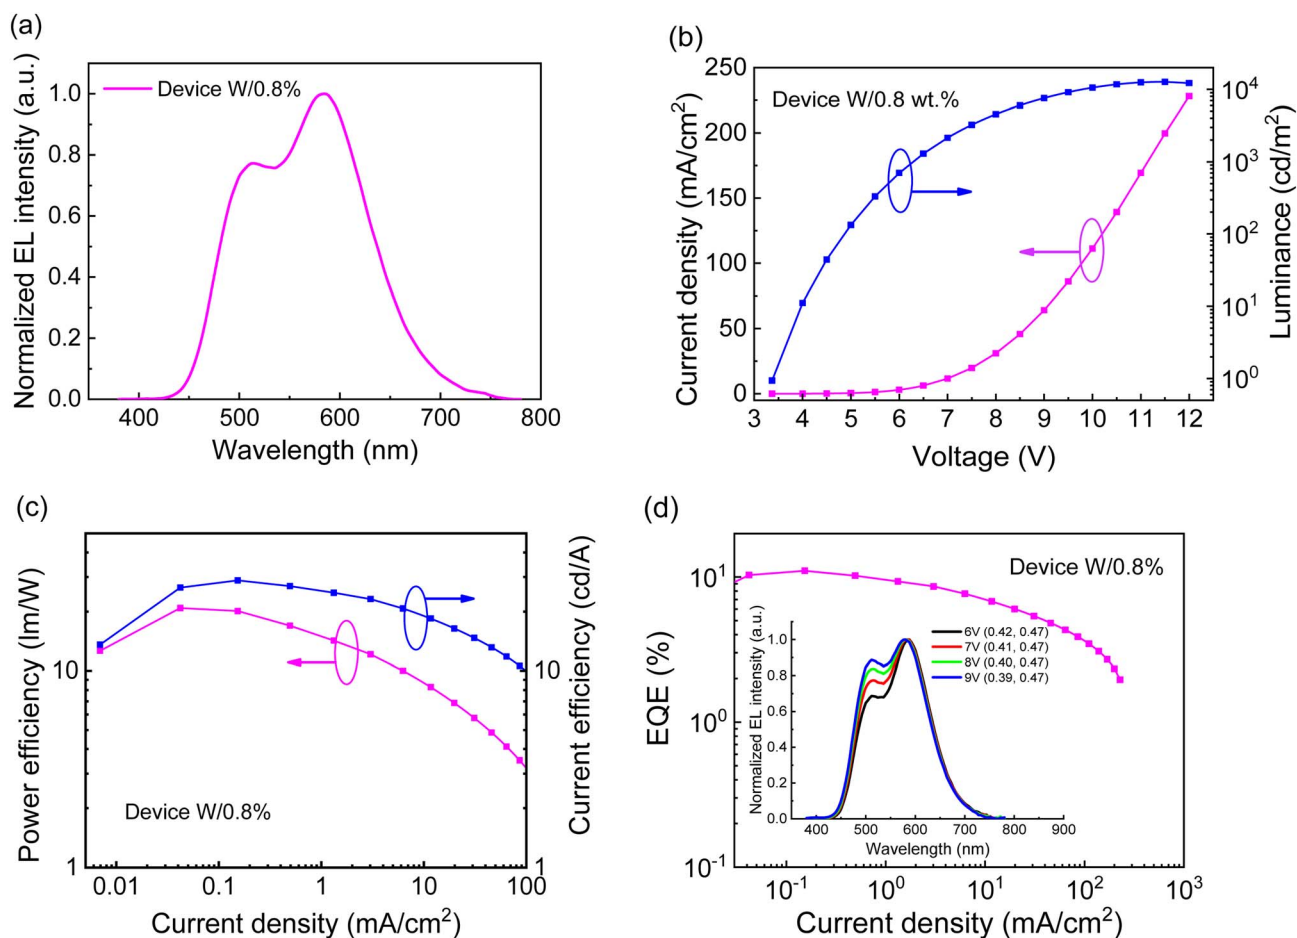 (a)
Normalized EL intensity (a.u.)
1.0
0.8
0.6
0.4
0.2
0.0
Device W/0.8%
400
500
600
700
800
Wavelength (nm)
(b)
Current density (mA/cm²)
250
200
150
100
50
0
Device W/0.8 wt.%
10⁴
10³
10²
10¹
10⁰
Luminance (cd/m²)
3
4
5
6
7
8
9
10
11
12
Voltage (V)
(c)
Power efficiency (lm/W)
10
1
Device W/0.8%
10
1
Current efficiency (cd/A)
0.01
0.1
1
10
100
Current density (mA/cm²)
(d)
EQE (%)
10¹
10⁰
10⁻¹
Device W/0.8%
Normalized EL intensity (a.u.)
1.0
0.8
0.6
0.4
0.2
0.0
6V (0.42, 0.47)
7V (0.41, 0.47)
8V (0.40, 0.47)
9V (0.39, 0.47)
400
500
600
700
800
900
Wavelength (nm)
10⁻¹
10⁰
10¹
10²
10³
Current density (mA/cm²)